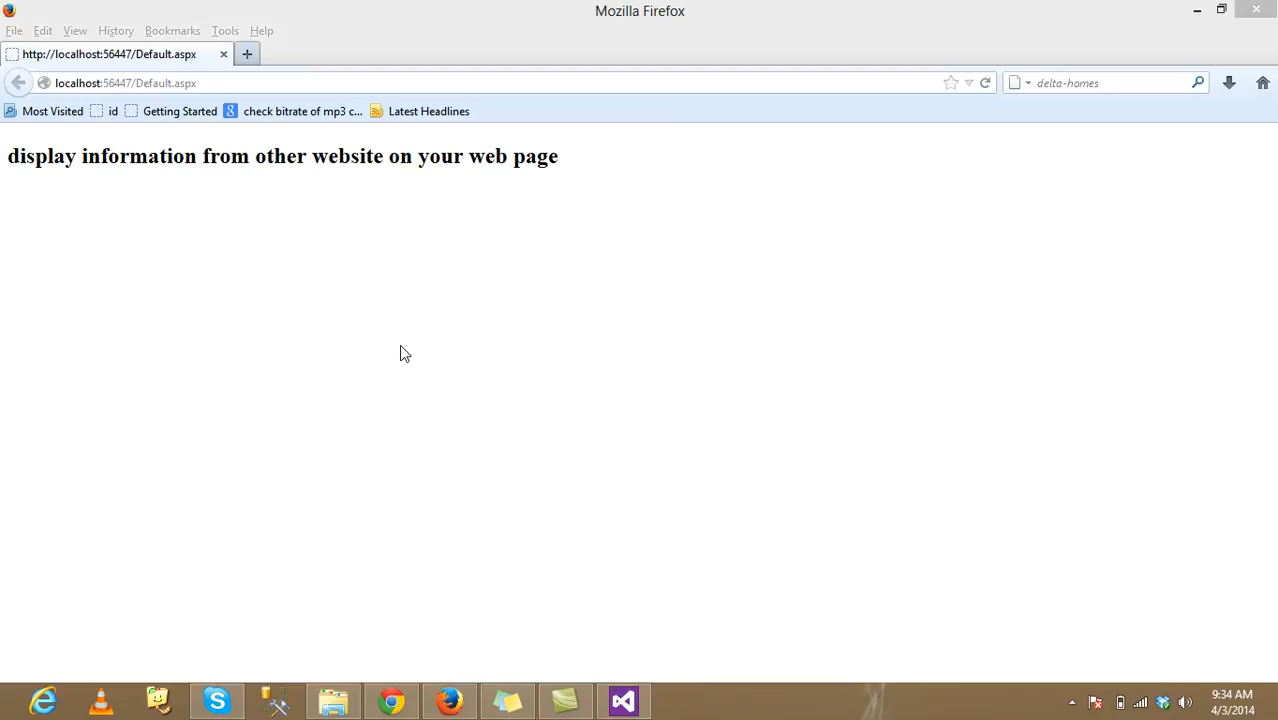 Mozilla Firefox
File Edit View History Bookmarks Tools Help
http://localhost:56447/Default.aspx
localhost:56447/Default.aspx
delta-homes
Most Visited id Getting Started check bitrate of mp3 c... Latest Headlines
display information from other website on your web page
9:34 AM
4/3/2014